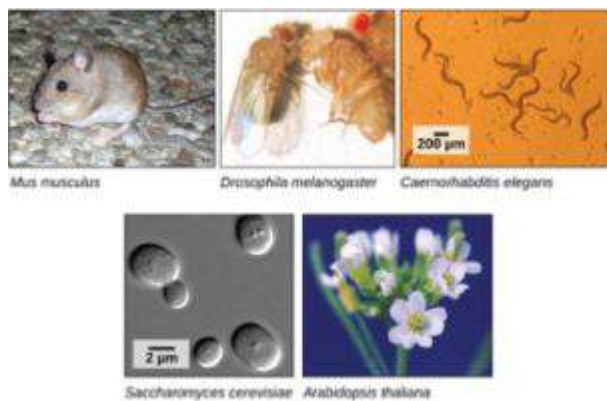 200 µm
Mus musculus
Drosophila melanogaster
Caenorhabditis elegans
2 µm
Saccharomyces cerevisiae
Arabidopsis thaliana